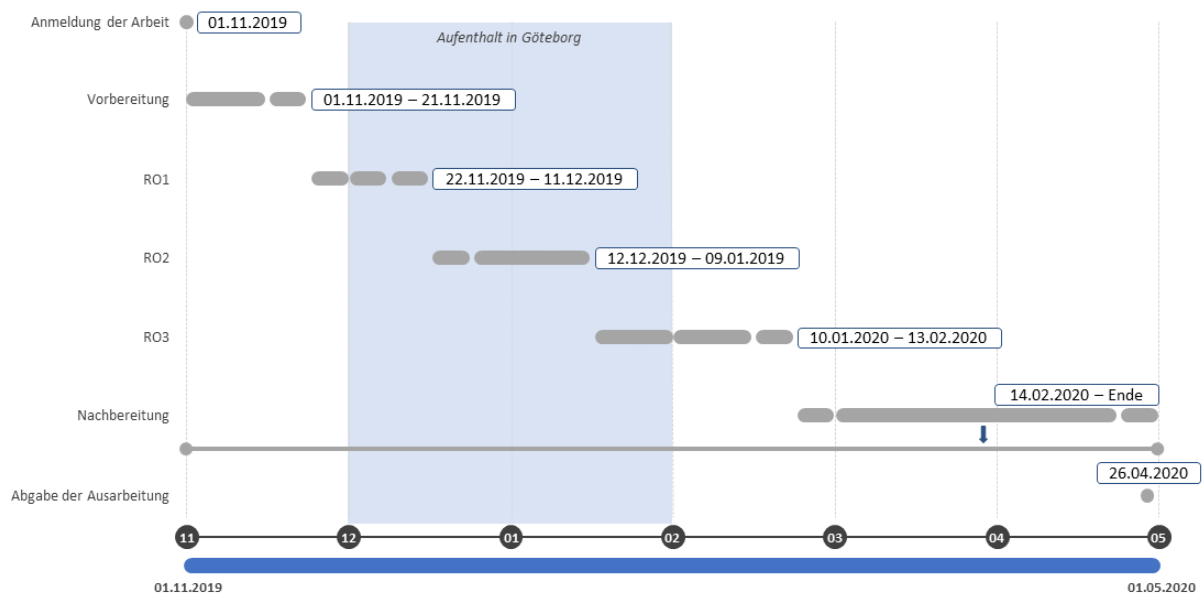 Anmeldung der Arbeit
01.11.2019
Aufenthalt in Göteborg
Vorbereitung
01.11.2019 – 21.11.2019
RO1
22.11.2019 – 11.12.2019
RO2
12.12.2019 – 09.01.2019
RO3
10.01.2020 – 13.02.2020
14.02.2020 – Ende
Nachbereitung
26.04.2020
Abgabe der Ausarbeitung
11 12 01 02 03 04 05
01.11.2019 01.05.2020